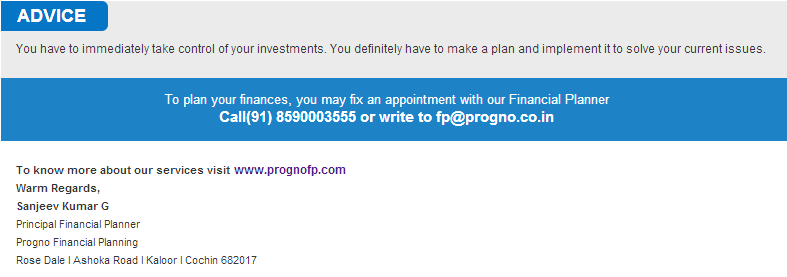 ADVICE
You have to immediately take control of your investments. You definitely have to make a plan and implement it to solve your current issues.
To plan your finances, you may fix an appointment with our Financial Planner
Call(91) 8590003555 or write to fp@progno.co.in
To know more about our services visit www.prognofp.com
Warm Regards,
Sanjeev Kumar G
Principal Financial Planner
Progno Financial Planning
Rose Dale l Ashoka Road l Kaloor l Cochin 682017